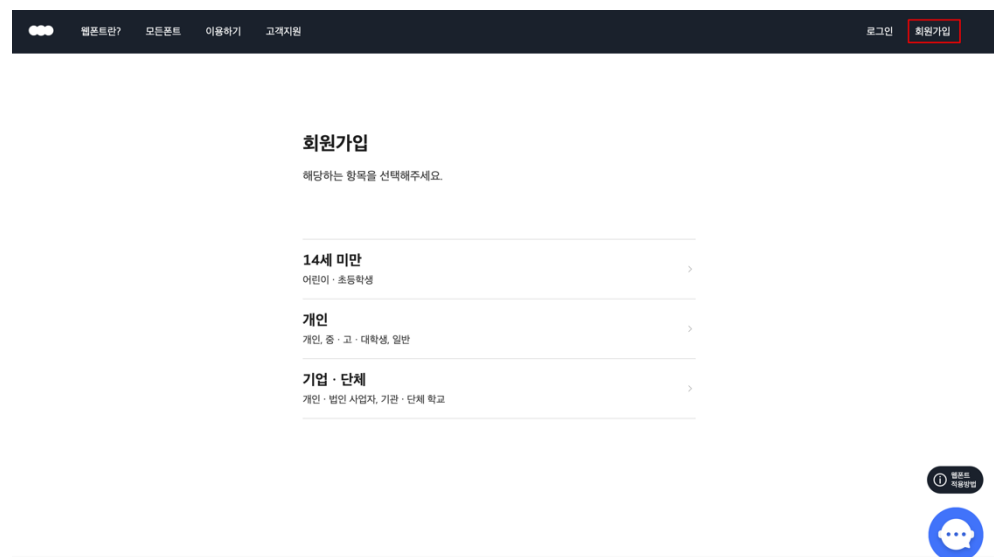 웹폰트란? 모든폰트 이용하기 고객지원 로그인 회원가입
회원가입
해당하는 항목을 선택해주세요.
14세 미만
어린이 · 초등학생
개인
개인, 중 · 고 · 대학생, 일반
기업 · 단체
개인 · 법인 사업자, 기관 · 단체 학교
웹폰트
적용방법